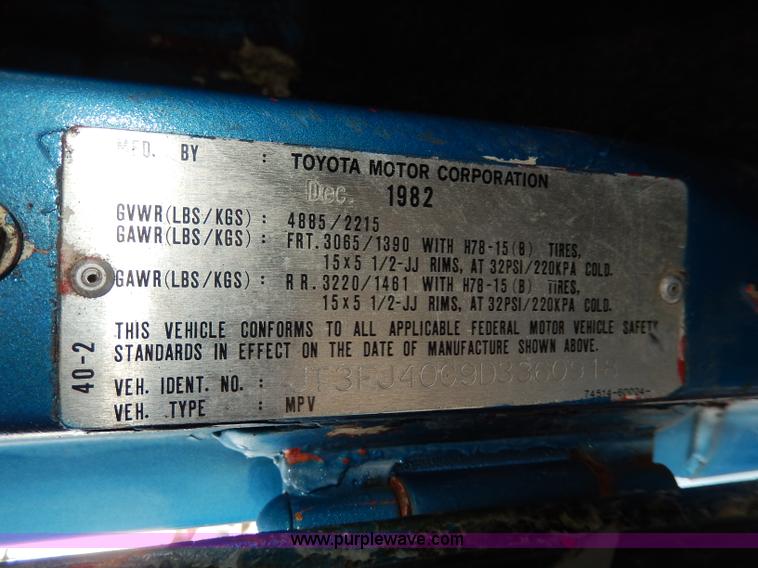 MFD. BY : TOYOTA MOTOR CORPORATION
Dec. 1982
GVWR(LBS/KGS) : 4885/2215
GAWR(LBS/KGS) : FRT. 3065/1390 WITH H78-15(B) TIRES,
15X5 1/2-JJ RIMS, AT 32PSI/220KPA COLD.
GAWR(LBS/KGS) : RR. 3220/1461 WITH H78-15(B) TIRES,
15X5 1/2-JJ RIMS, AT 32PSI/220KPA COLD.
THIS VEHICLE CONFORMS TO ALL APPLICABLE FEDERAL MOTOR VEHICLE SAFETY
STANDARDS IN EFFECT ON THE DATE OF MANUFACTURE SHOWN ABOVE.
VEH. IDENT. NO. :
VEH. TYPE : MPV
74514-60024-
40-2
www.purplewave.com